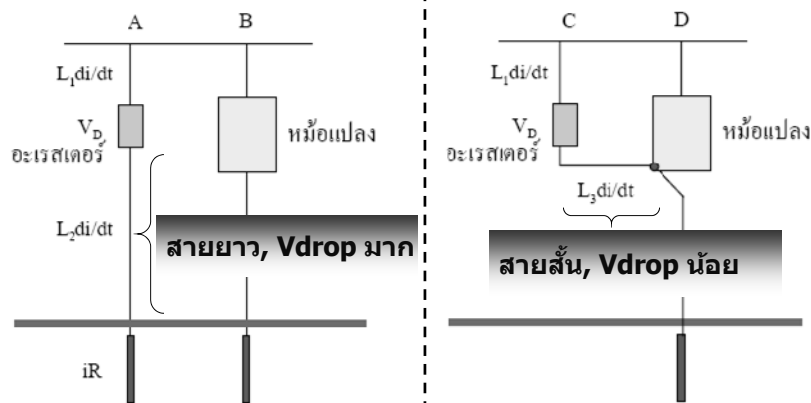 A B
L₁di/dt
V_D
อะเรสเตอร์
หม้อแปลง
L₂di/dt
สายยาว, Vdrop มาก
iR
C D
L₁di/dt
V_D
อะเรสเตอร์
หม้อแปลง
L₃di/dt
สายสั้น, Vdrop น้อย